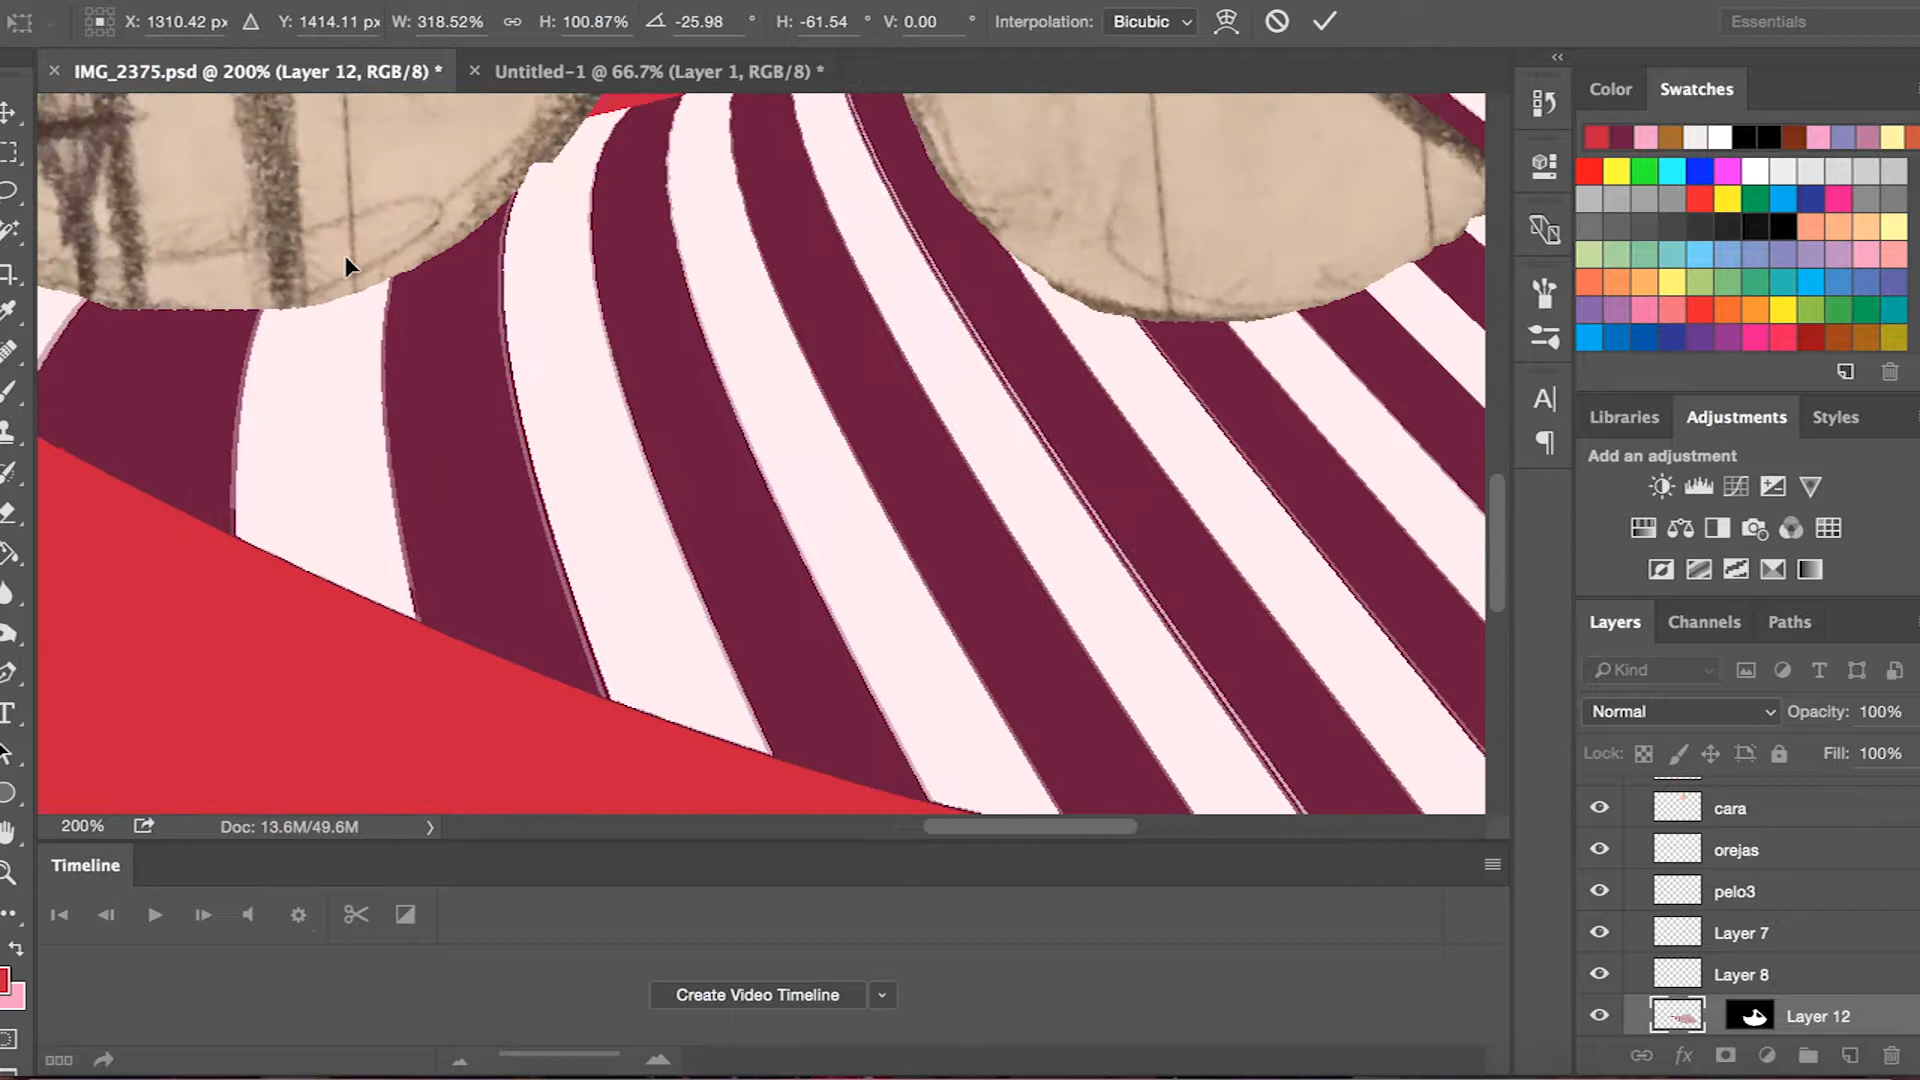 X: 1310.42 px Y: 1414.11 px W: 318.52% H: 100.87% -25.98 ° H: -61.54 ° V: 0.00 ° Interpolation: Bicubic Essentials
IMG_2375.psd @ 200% (Layer 12, RGB/8) * Untitled-1 @ 66.7% (Layer 1, RGB/8) *
Color Swatches
Libraries Adjustments Styles
Add an adjustment
Layers Channels Paths
Kind
Normal Opacity: 100%
Lock: Fill: 100%
cara
orejas
pelo3
Layer 7
Layer 8
Layer 12
200% Doc: 13.6M/49.6M
Timeline
Create Video Timeline